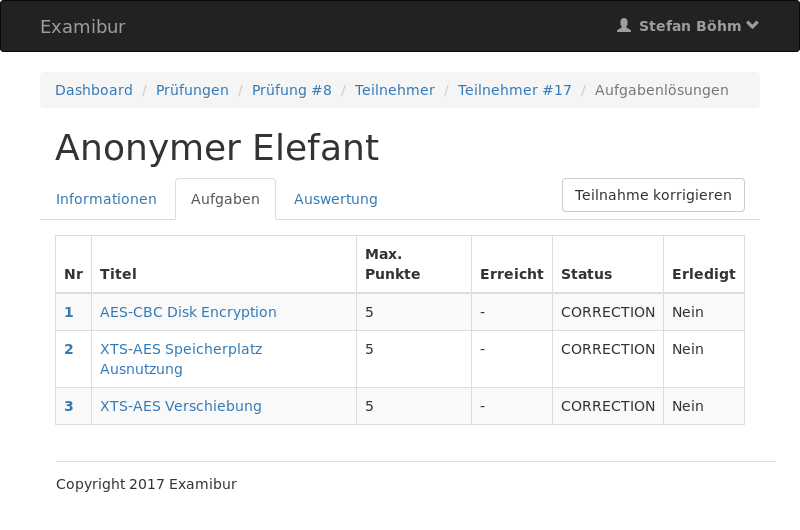 Examibur Stefan Böhm
Dashboard / Prüfungen / Prüfung #8 / Teilnehmer / Teilnehmer #17 / Aufgabenlösungen
Anonymer Elefant
Informationen Aufgaben Auswertung Teilnahme korrigieren
Max.
Nr Titel Punkte Erreicht Status Erledigt
1 AES-CBC Disk Encryption 5 - CORRECTION Nein
2 XTS-AES Speicherplatz 5 - CORRECTION Nein
Ausnutzung
3 XTS-AES Verschiebung 5 - CORRECTION Nein
Copyright 2017 Examibur